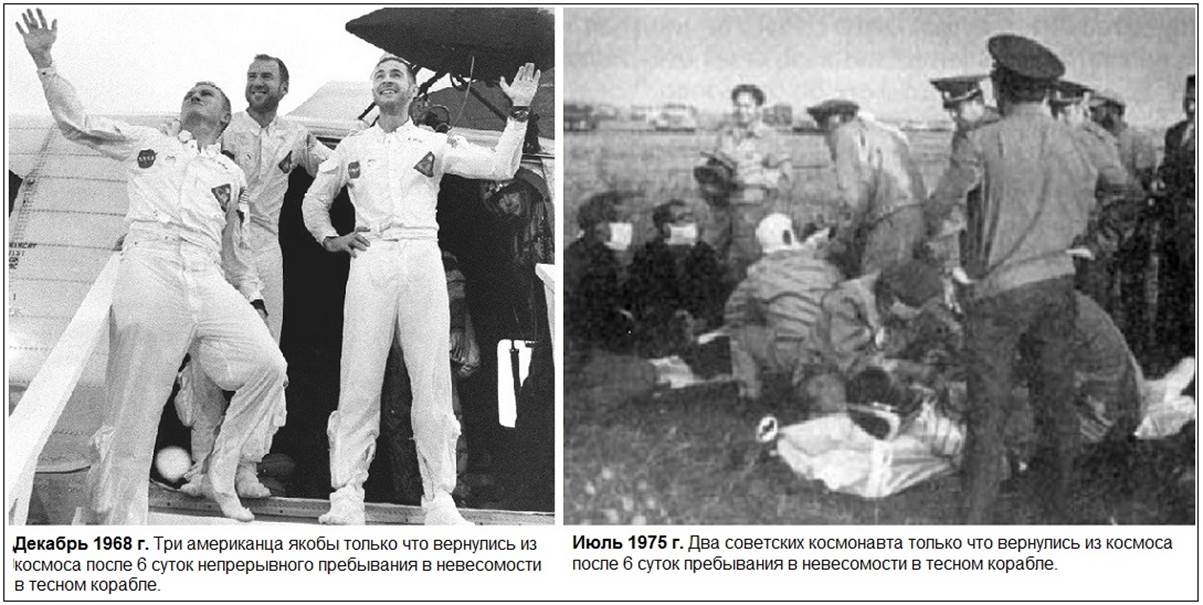 Декабрь 1968 г. Три американца якобы только что вернулись из
космоса после 6 суток непрерывного пребывания в невесомости
в тесном корабле.
Июль 1975 г. Два советских космонавта только что вернулись из космоса
после 6 суток пребывания в невесомости в тесном корабле.